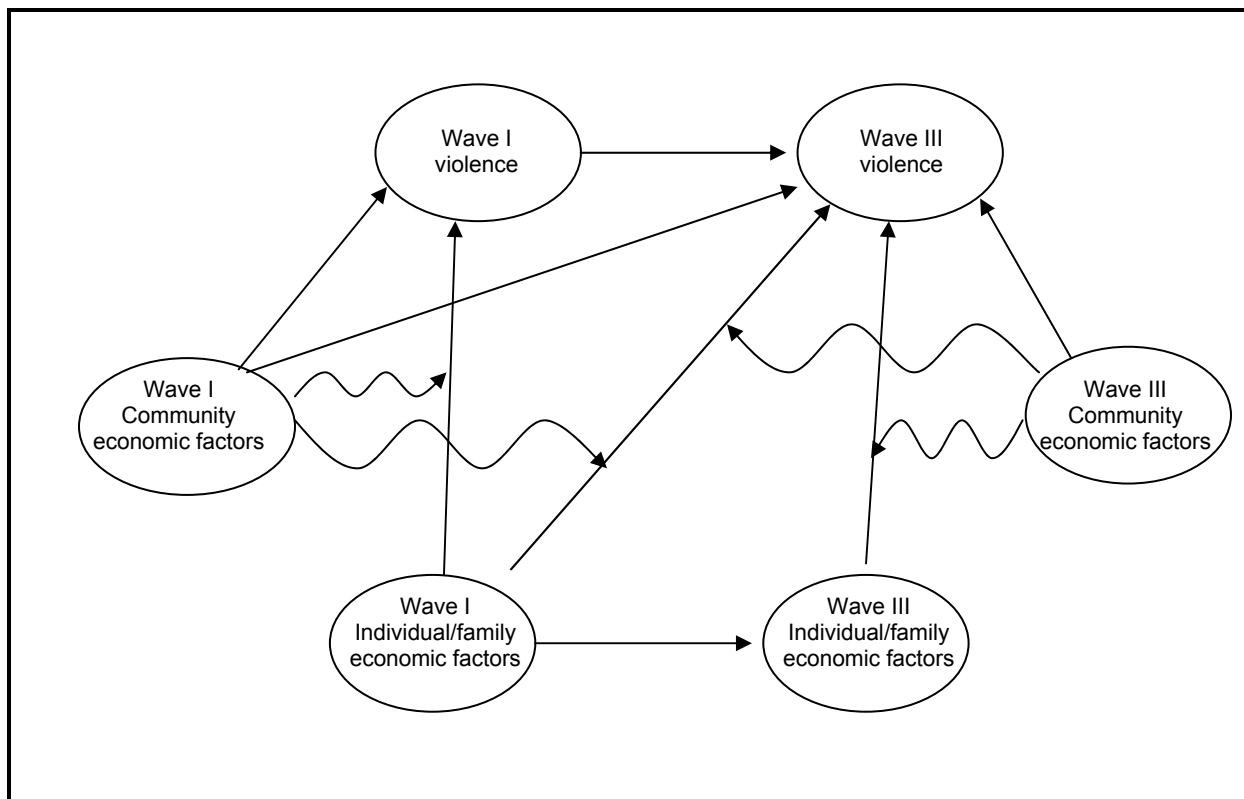 Wave I
violence
Wave III
violence
Wave I
Community
economic factors
Wave III
Community
economic factors
Wave I
Individual/family
economic factors
Wave III
Individual/family
economic factors